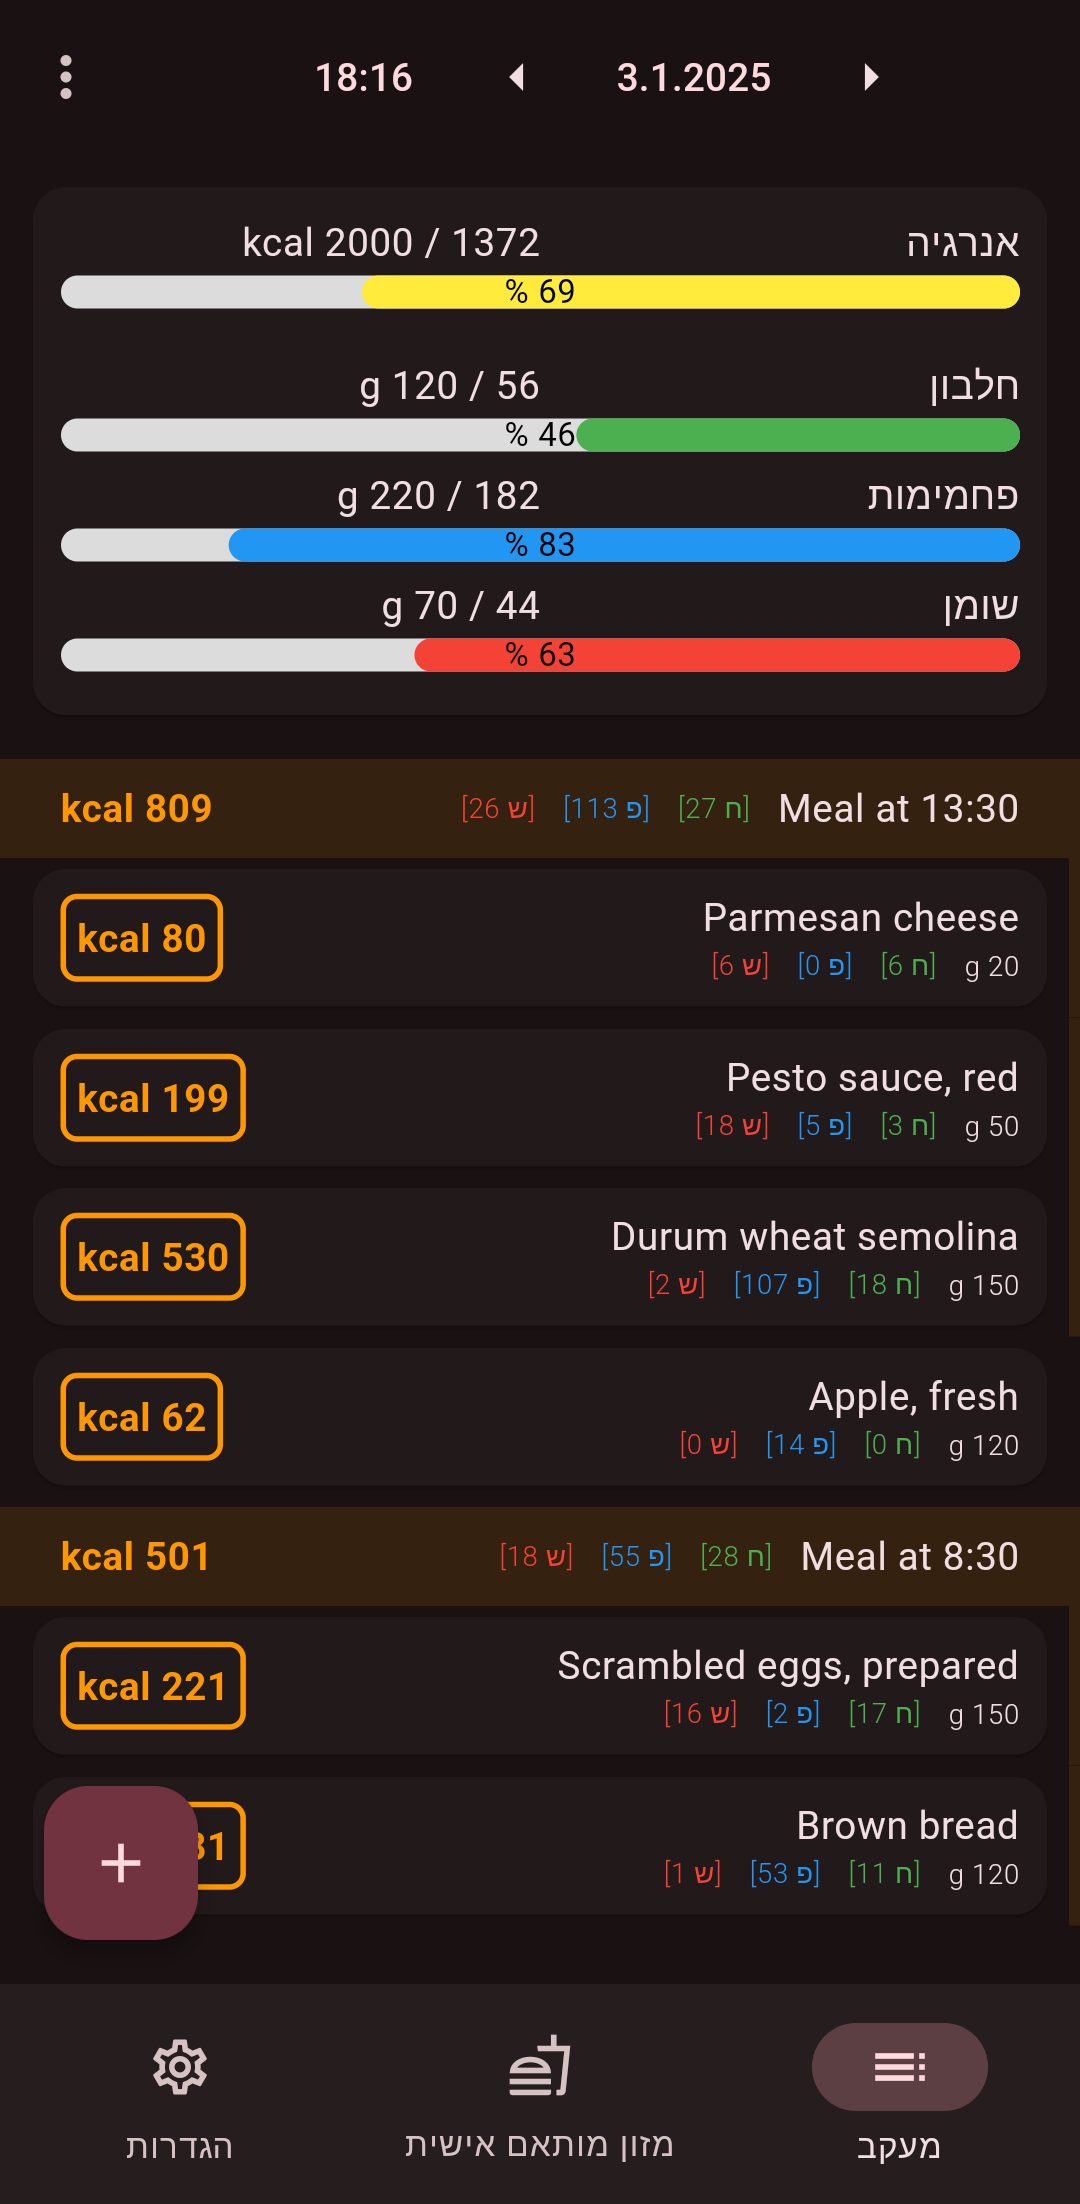 18:16 3.1.2025
אנרגיה 1372 / 2000 kcal
69 %
חלבון 56 / 120 g
46 %
פחמימות 182 / 220 g
83 %
שומן 44 / 70 g
63 %
Meal at 13:30 [ח 27] [פ 113] [ש 26] 809 kcal
Parmesan cheese
20 g [ח 6] [פ 0] [ש 6] 80 kcal
Pesto sauce, red
50 g [ח 3] [פ 5] [ש 18] 199 kcal
Durum wheat semolina
150 g [ח 18] [פ 107] [ש 2] 530 kcal
Apple, fresh
120 g [ח 0] [פ 14] [ש 0] 62 kcal
Meal at 8:30 [ח 28] [פ 55] [ש 18] 501 kcal
Scrambled eggs, prepared
150 g [ח 17] [פ 2] [ש 16] 221 kcal
Brown bread
120 g [ח 11] [פ 53] [ש 1]
מעקב מזון מותאם אישית הגדרות